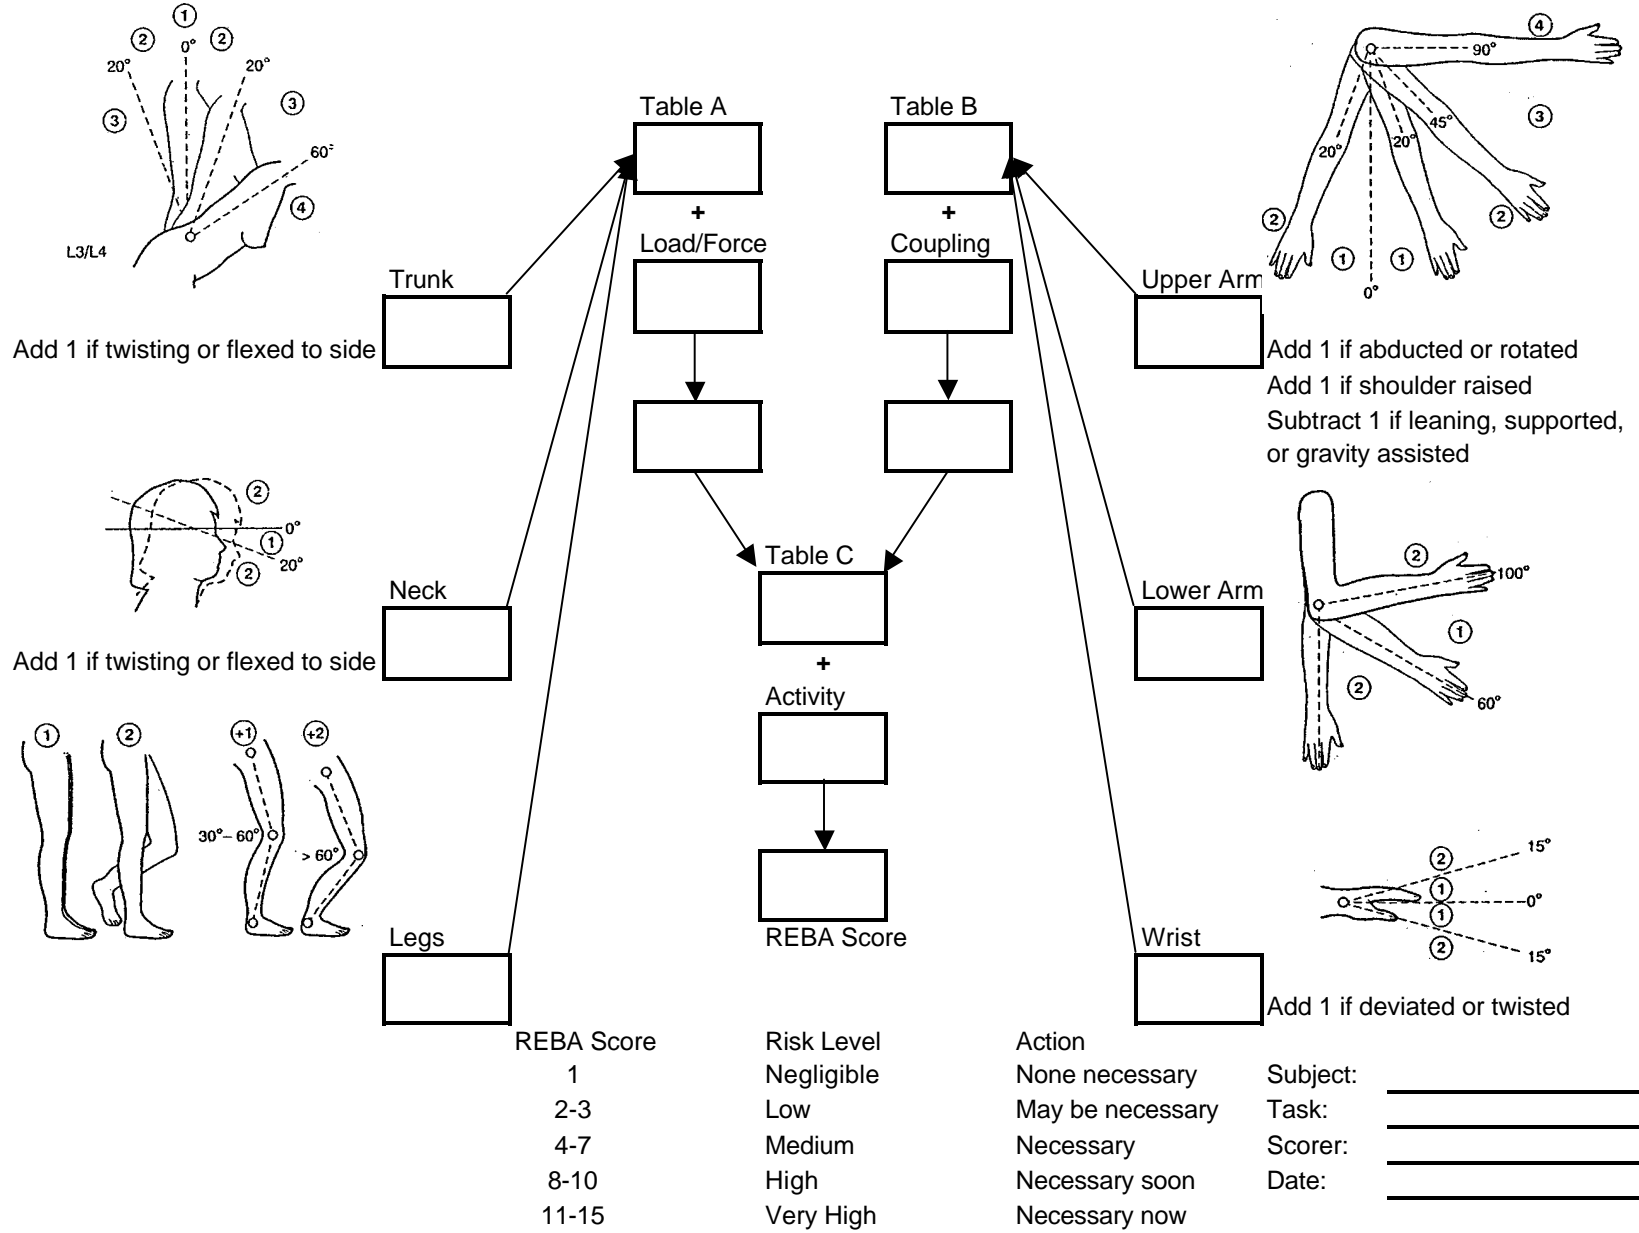 1
2
0°
2
20°
20°
3
3
60°
4
L3/L4
Trunk
Add 1 if twisting or flexed to side
2
0°
1
20°
2
Neck
Add 1 if twisting or flexed to side
1
2
+1
+2
30°– 60°
> 60°
Legs
Table A
+
Load/Force
Table B
+
Coupling
Table C
+
Activity
REBA Score
4
90°
3
45°
20°
20°
2
2
1
1
0°
Upper Arm
Add 1 if abducted or rotated
Add 1 if shoulder raised
Subtract 1 if leaning, supported,
or gravity assisted
2
100°
1
2
60°
Lower Arm
15°
2
1
0°
1
2
15°
Wrist
Add 1 if deviated or twisted
REBA Score Risk Level Action
1 Negligible None necessary Subject:
2-3 Low May be necessary Task:
4-7 Medium Necessary Scorer:
8-10 High Necessary soon Date:
11-15 Very High Necessary now